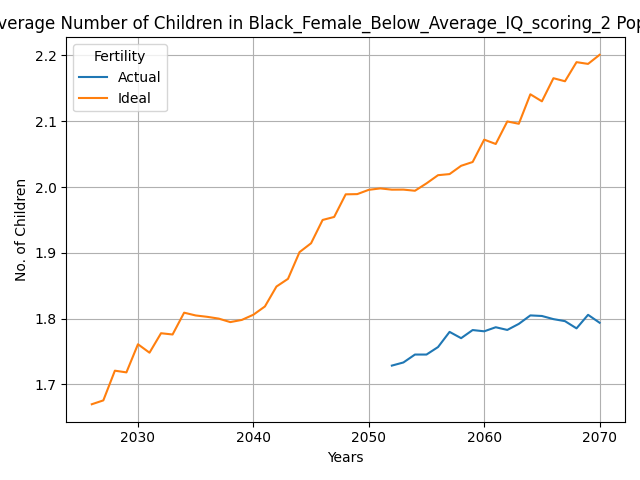 verage Number of Children in Black_Female_Below_Average_IQ_scoring_2 Pop
Fertility
Actual
Ideal
2.2
2.1
2.0
1.9
1.8
1.7
No. of Children
2030 2040 2050 2060 2070
Years